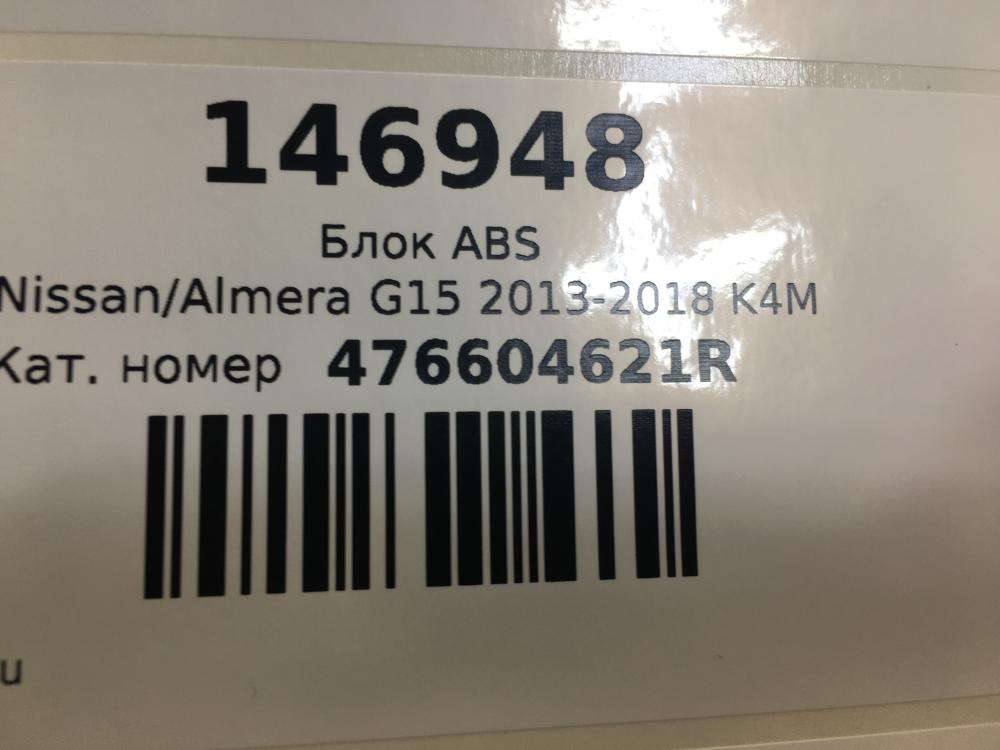 146948
Блок ABS
Nissan/Almera G15 2013-2018 K4M
Кат. номер 476604621R
u